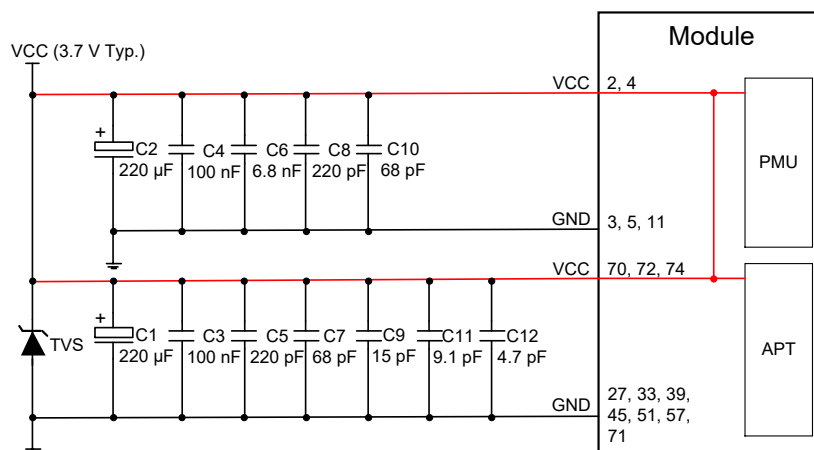 Module
VCC (3.7 V Typ.)
VCC
2, 4
+
C2
220 µF
C4
100 nF
C6
6.8 nF
C8
220 pF
C10
68 pF
PMU
GND
3, 5, 11
VCC
70, 72, 74
TVS
+
C1
220 µF
C3
100 nF
C5
220 pF
C7
68 pF
C9
15 pF
C11
9.1 pF
C12
4.7 pF
APT
GND
27, 33, 39,
45, 51, 57,
71